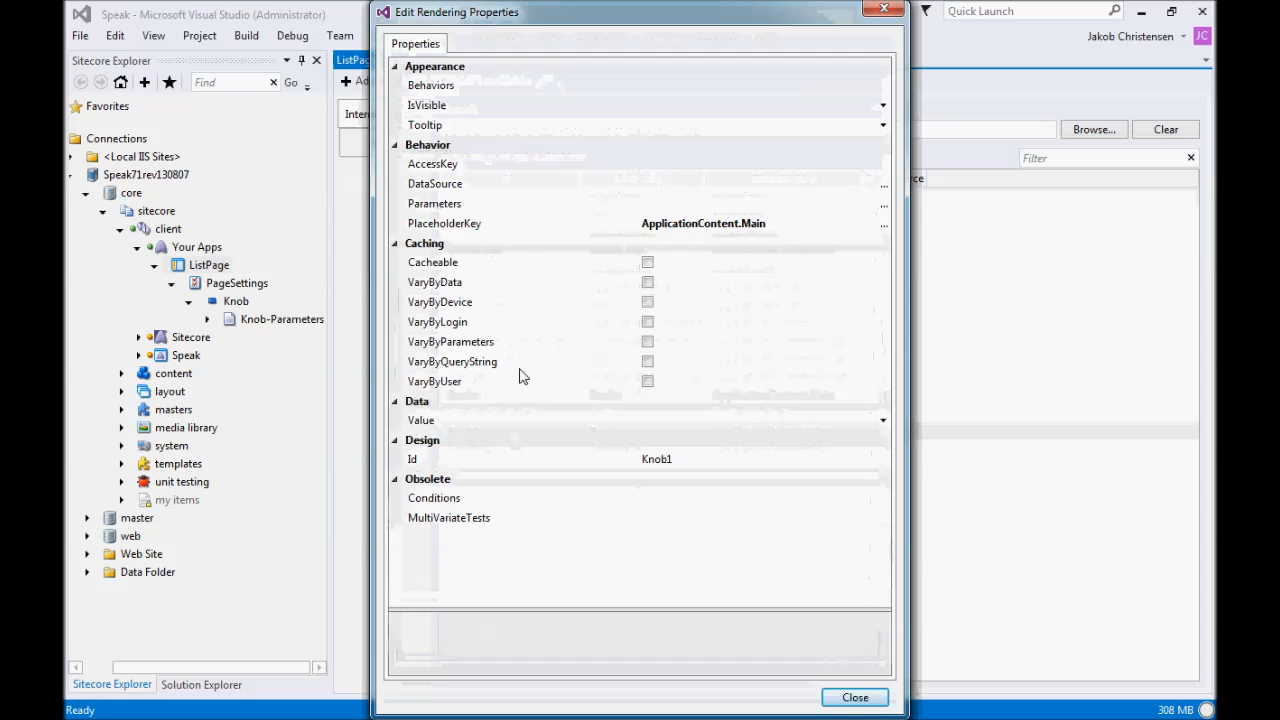 Speak - Microsoft Visual Studio (Administrator)
Edit Rendering Properties
Quick Launch
File Edit View Project Build Debug Team
Jakob Christensen JC
Sitecore Explorer
Find Go
Favorites
Connections
<Local IIS Sites>
Speak71rev130807
core
sitecore
client
Your Apps
ListPage
PageSettings
Knob
Knob-Parameters
Sitecore
Speak
content
layout
masters
media library
system
templates
unit testing
my items
master
web
Web Site
Data Folder
Sitecore Explorer Solution Explorer
Ready
Properties
Appearance
Behaviors
IsVisible
Tooltip
Behavior
AccessKey
DataSource ...
Parameters ...
PlaceholderKey ApplicationContent.Main ...
Caching
Cacheable
VaryByData
VaryByDevice
VaryByLogin
VaryByParameters
VaryByQueryString
VaryByUser
Data
Value
Design
Id Knob1
Obsolete
Conditions
MultiVariateTests
Close
Browse... Clear
Filter
308 MB